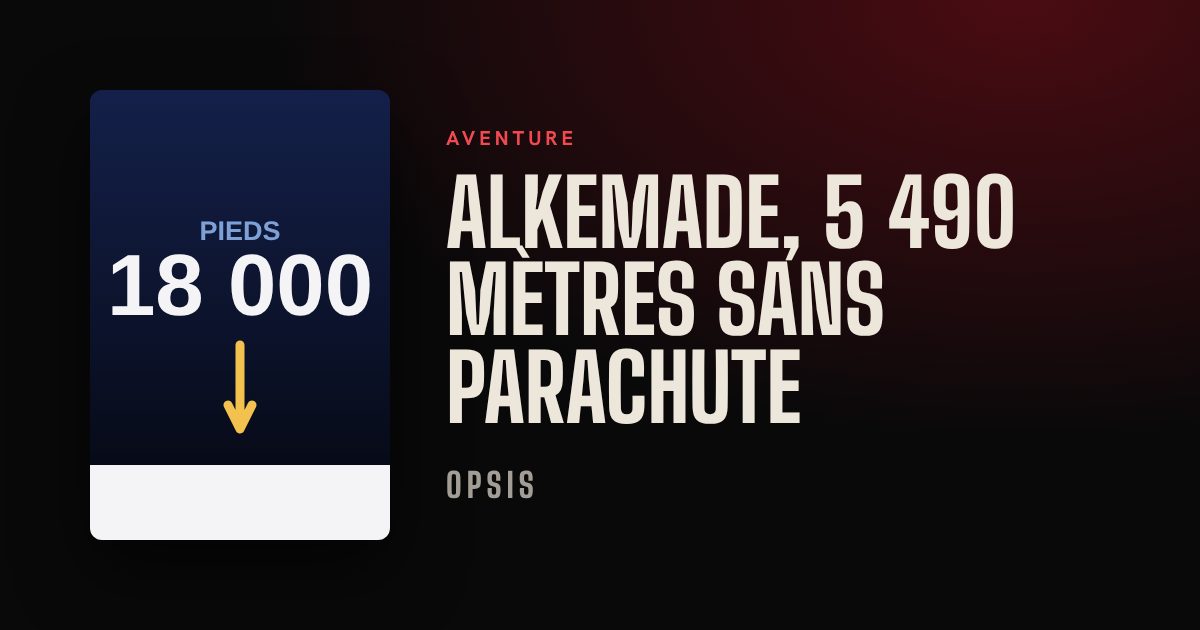 PIEDS
18 000
AVENTURE
ALKEMADE, 5 490
MÈTRES SANS
PARACHUTE
OPSIS